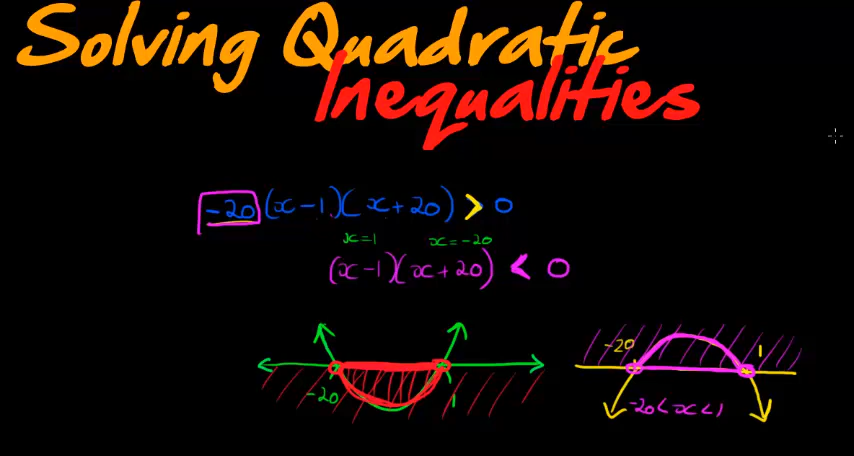 Solving Quadratic
Inequalities
-20(x-1)(x+20) > 0
x=1 x=-20
(x-1)(x+20) < 0
-20 1
-20 1
-20<x<1